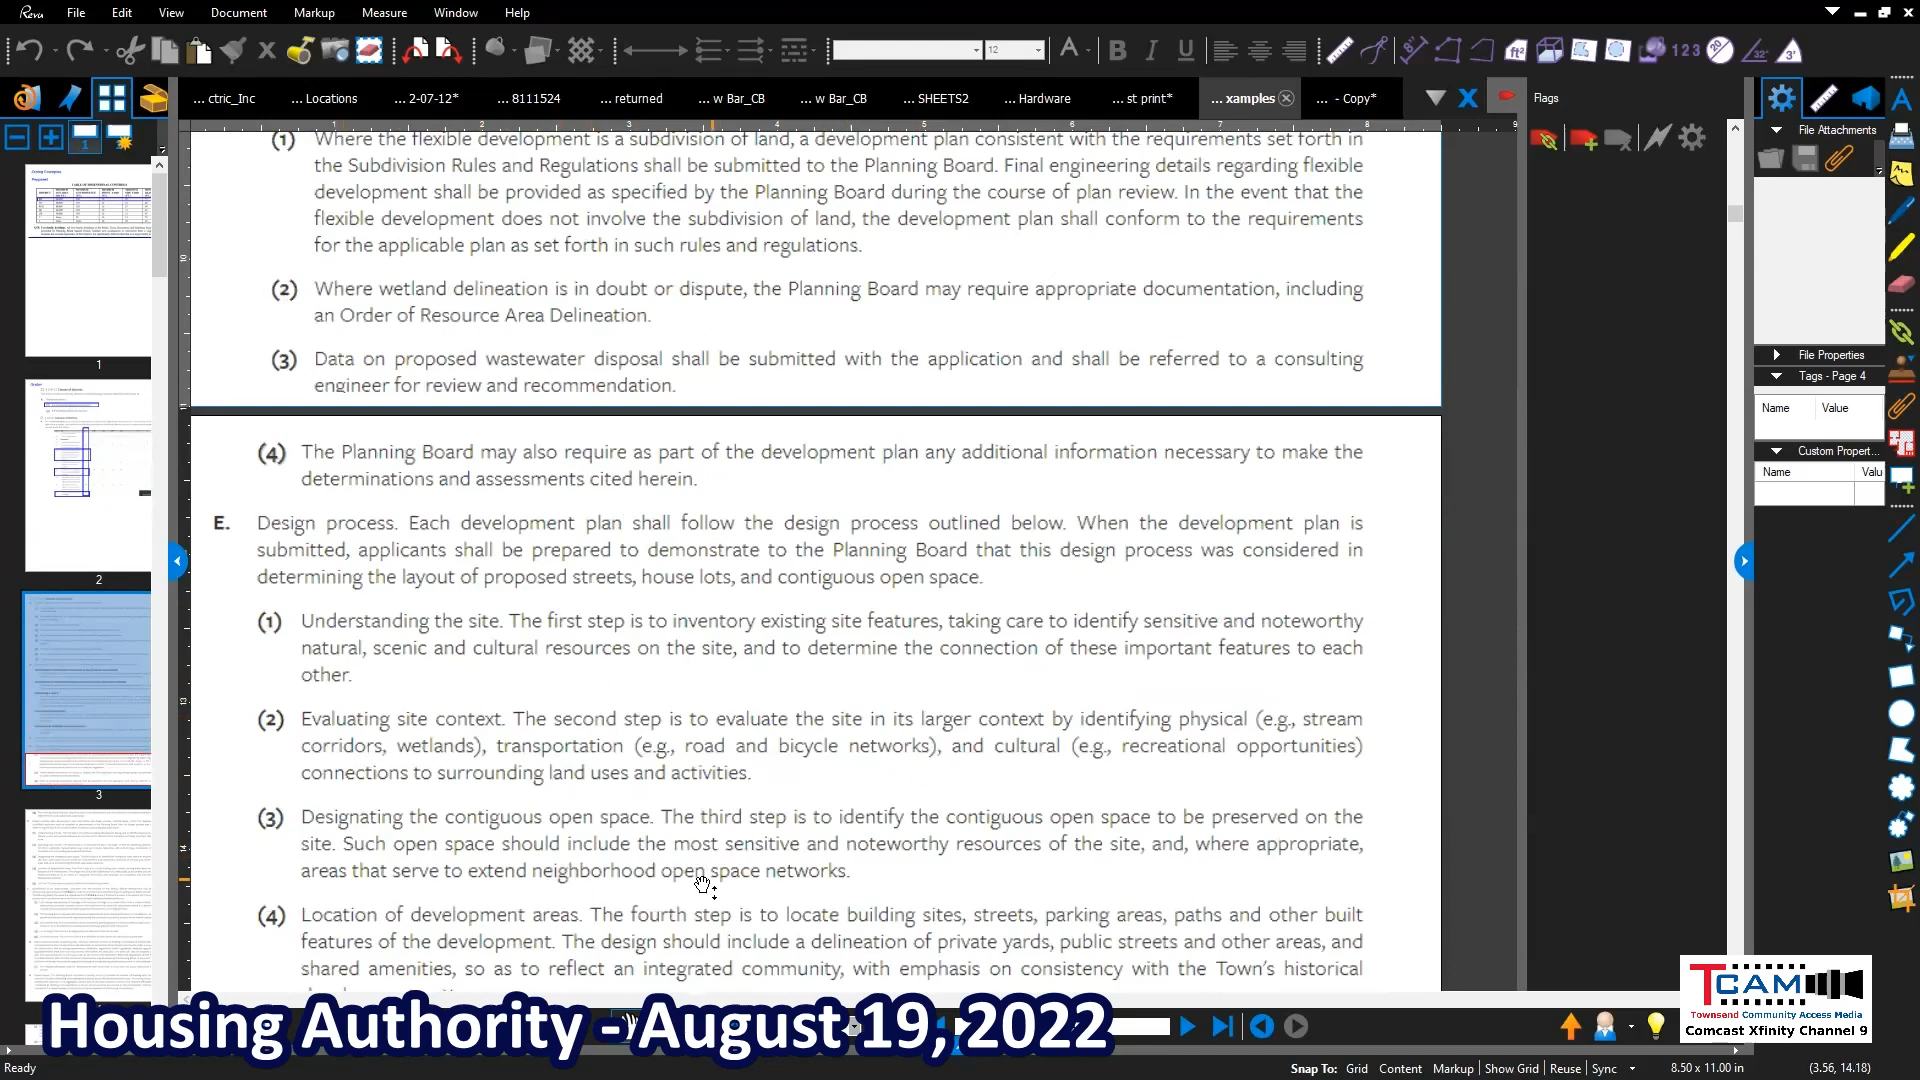 Revu File Edit View Document Markup Measure Window Help
12
... ctric_Inc ... Locations ... 2-07-12* ... 8111524 ... returned ... w Bar_CB ... w Bar_CB ... SHEETS2 ... Hardware ... st print* ... xamples ... - Copy*
Flags
File Attachments
(1) Where the flexible development is a subdivision of land, a development plan consistent with the requirements set forth in
the Subdivision Rules and Regulations shall be submitted to the Planning Board. Final engineering details regarding flexible
development shall be provided as specified by the Planning Board during the course of plan review. In the event that the
flexible development does not involve the subdivision of land, the development plan shall conform to the requirements
for the applicable plan as set forth in such rules and regulations.
(2) Where wetland delineation is in doubt or dispute, the Planning Board may require appropriate documentation, including
an Order of Resource Area Delineation.
(3) Data on proposed wastewater disposal shall be submitted with the application and shall be referred to a consulting
engineer for review and recommendation.
(4) The Planning Board may also require as part of the development plan any additional information necessary to make the
determinations and assessments cited herein.
E. Design process. Each development plan shall follow the design process outlined below. When the development plan is
submitted, applicants shall be prepared to demonstrate to the Planning Board that this design process was considered in
determining the layout of proposed streets, house lots, and contiguous open space.
(1) Understanding the site. The first step is to inventory existing site features, taking care to identify sensitive and noteworthy
natural, scenic and cultural resources on the site, and to determine the connection of these important features to each
other.
(2) Evaluating site context. The second step is to evaluate the site in its larger context by identifying physical (e.g., stream
corridors, wetlands), transportation (e.g., road and bicycle networks), and cultural (e.g., recreational opportunities)
connections to surrounding land uses and activities.
(3) Designating the contiguous open space. The third step is to identify the contiguous open space to be preserved on the
site. Such open space should include the most sensitive and noteworthy resources of the site, and, where appropriate,
areas that serve to extend neighborhood open space networks.
(4) Location of development areas. The fourth step is to locate building sites, streets, parking areas, paths and other built
features of the development. The design should include a delineation of private yards, public streets and other areas, and
shared amenities, so as to reflect an integrated community, with emphasis on consistency with the Town's historical
1
2
3
File Properties
Tags - Page 4
Name Value
Custom Propert...
Name Valu
Housing Authority - August 19, 2022
TCAM
Townsend Community Access Media
Comcast Xfinity Channel 9
Ready
Snap To: Grid Content Markup Show Grid Reuse Sync 8.50 x 11.00 in (3.56, 14.18)